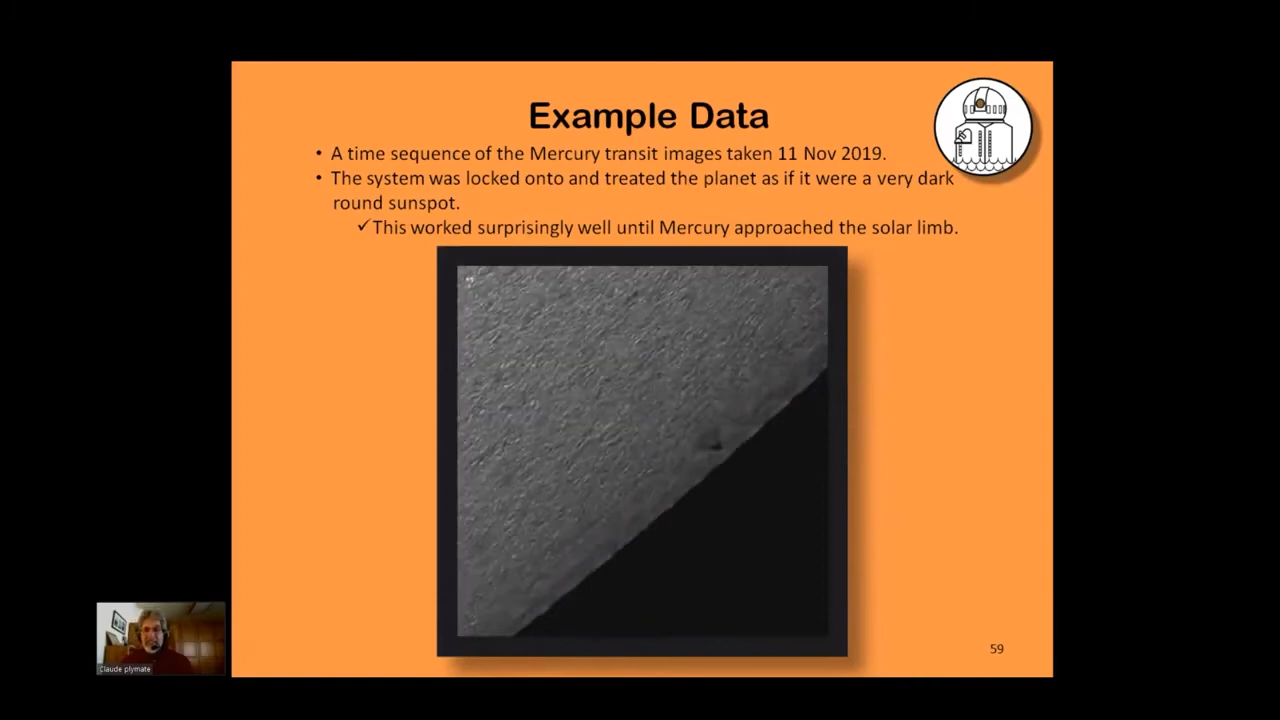 Example Data
• A time sequence of the Mercury transit images taken 11 Nov 2019.
• The system was locked onto and treated the planet as if it were a very dark
round sunspot.
✓This worked surprisingly well until Mercury approached the solar limb.
Claude plymate
59